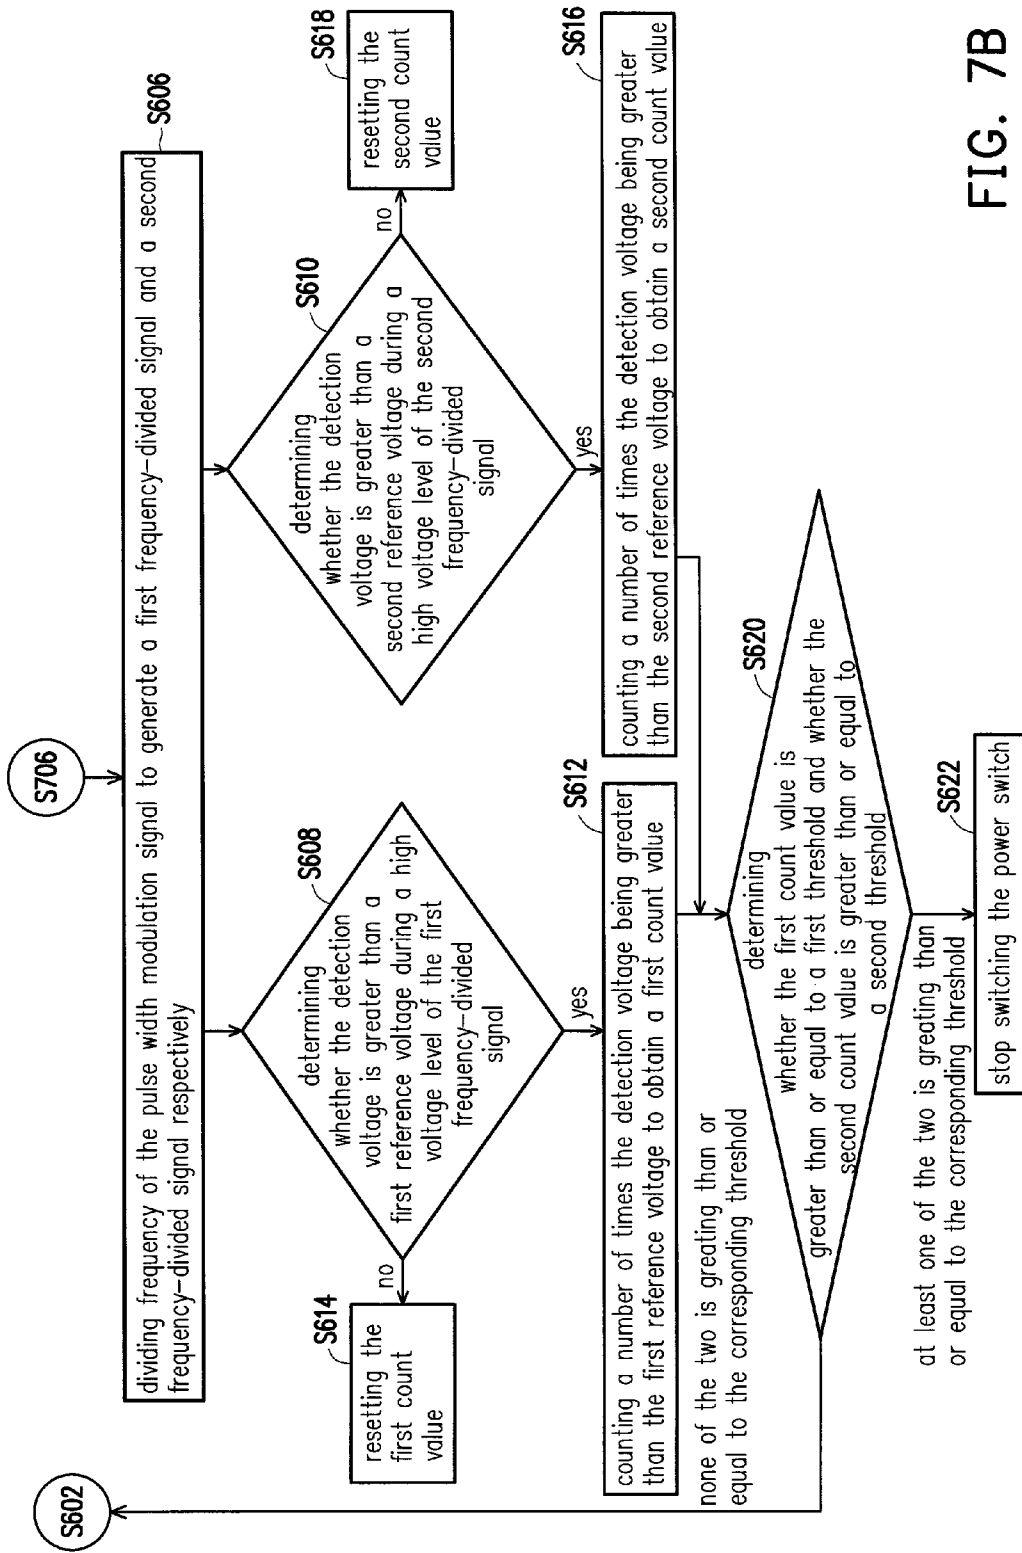 S706
S602
S606
dividing frequency of the pulse width modulation signal to generate a first frequency-divided signal and a second
frequency-divided signal respectively
S608
determining
whether the detection
voltage is greater than a
first reference voltage during a high
voltage level of the first
frequency-divided
signal
no
yes
S614
resetting the
first count
value
S610
determining
whether the detection
voltage is greater than a
second reference voltage during a
high voltage level of the second
frequency-divided
signal
no
yes
S618
resetting the
second count
value
S612
counting a number of times the detection voltage being greater
than the first reference voltage to obtain a first count value
S616
counting a number of times the detection voltage being greater
than the second reference voltage to obtain a second count value
none of the two is greating than or
equal to the corresponding threshold
S620
determining
whether the first count value is
greater than or equal to a first threshold and whether the
second count value is greater than or equal to
a second threshold
at least one of the two is greating than
or equal to the corresponding threshold
S622
stop switching the power switch
FIG. 7B